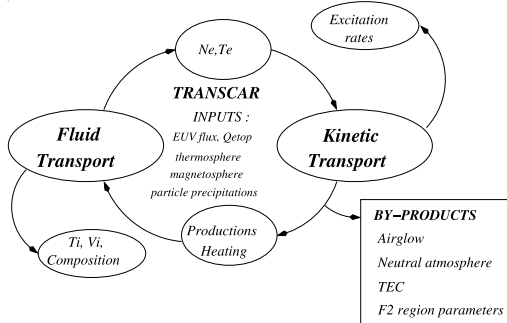 Excitation
rates
Ne,Te
TRANSCAR
INPUTS :
EUV flux, Qetop
thermosphere
magnetosphere
particle precipitations
Fluid
Transport
Kinetic
Transport
Productions
Heating
Ti, Vi,
Composition
BY–PRODUCTS
Airglow
Neutral atmosphere
TEC
F2 region parameters